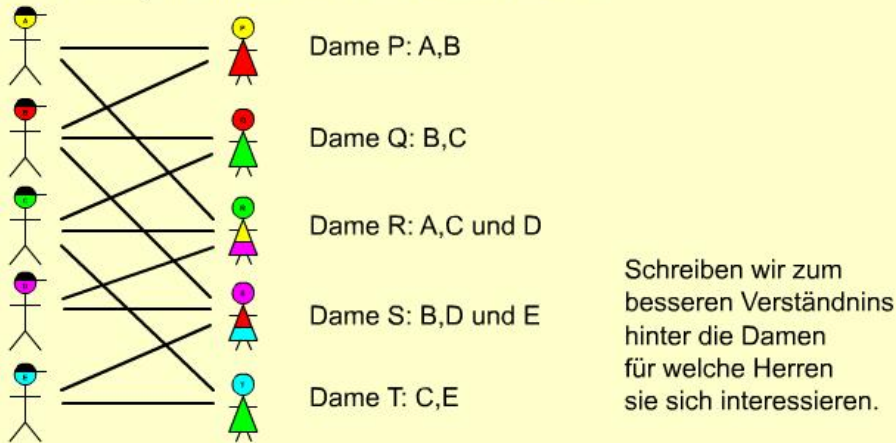 A
P
Dame P: A,B
B
Q
Dame Q: B,C
C
R
Dame R: A,C und D
D
S
Dame S: B,D und E
E
T
Dame T: C,E
Schreiben wir zum
besseren Verständnins
hinter die Damen
für welche Herren
sie sich interessieren.